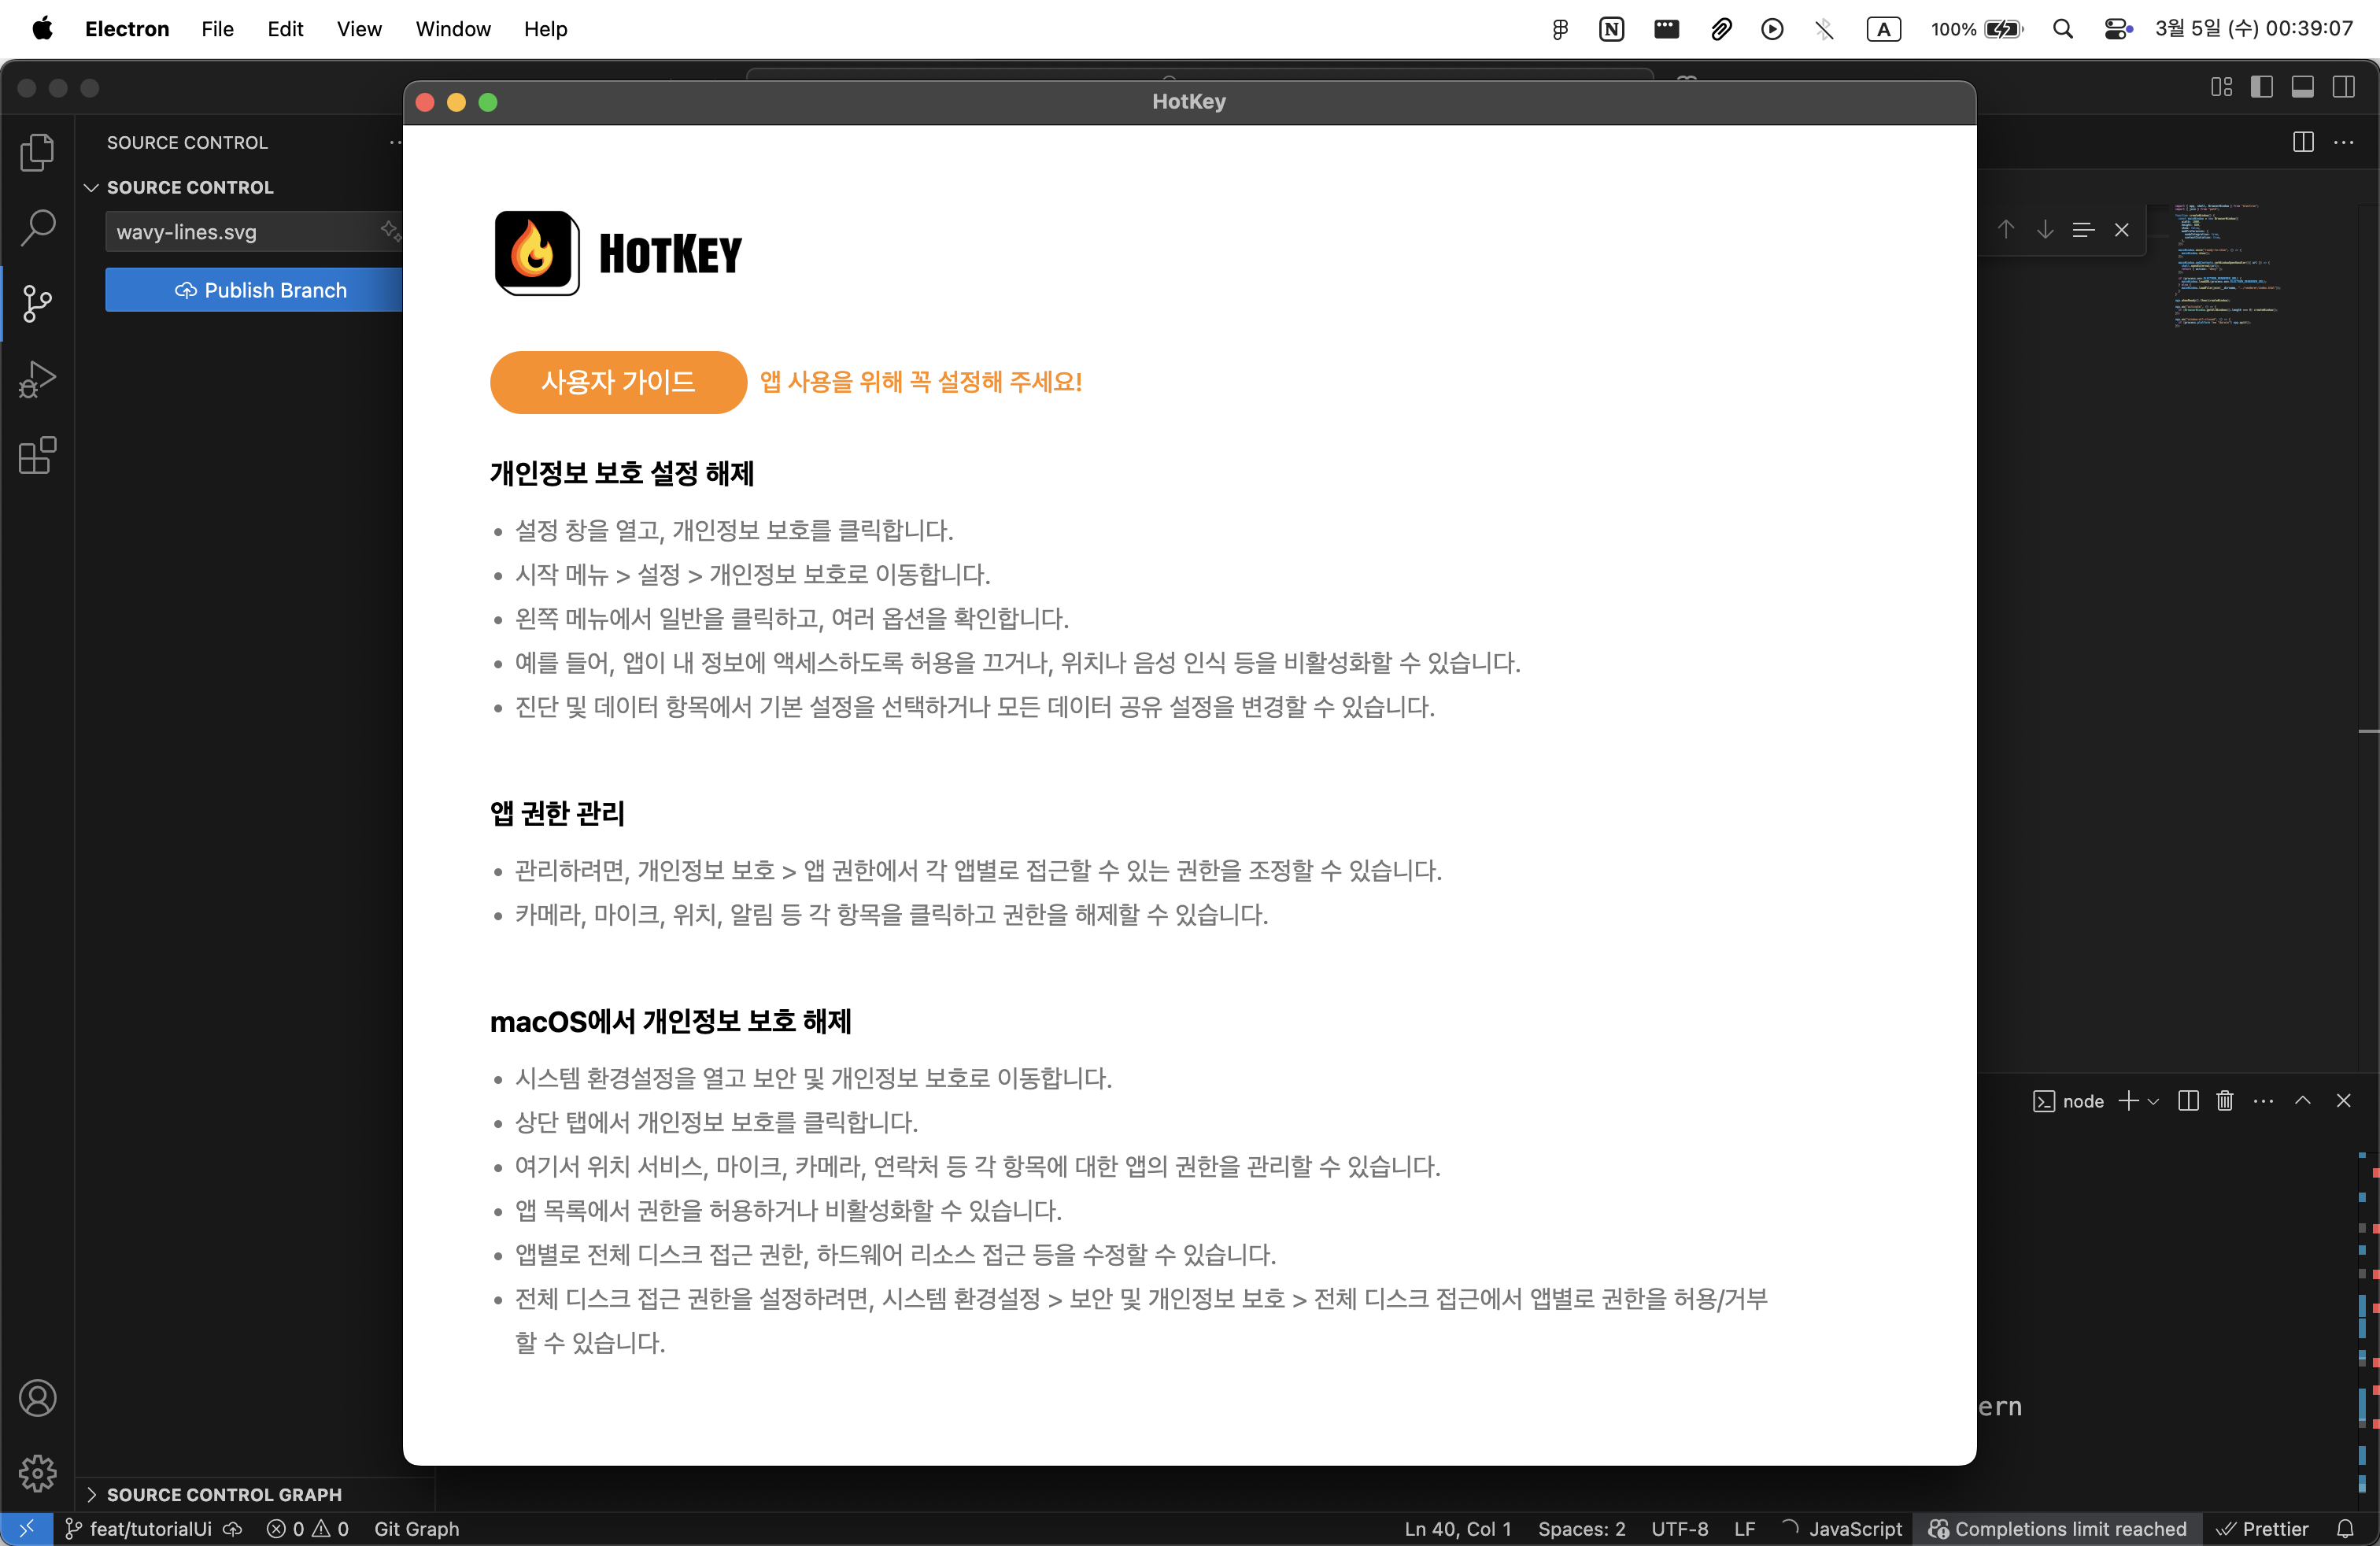 Electron File Edit View Window Help
A 100% 3월 5일 (수) 00:39:07
HotKey
SOURCE CONTROL
SOURCE CONTROL
wavy-lines.svg
Publish Branch
HOTKEY
사용자 가이드 앱 사용을 위해 꼭 설정해 주세요!
개인정보 보호 설정 해제
• 설정 창을 열고, 개인정보 보호를 클릭합니다.
• 시작 메뉴 > 설정 > 개인정보 보호로 이동합니다.
• 왼쪽 메뉴에서 일반을 클릭하고, 여러 옵션을 확인합니다.
• 예를 들어, 앱이 내 정보에 액세스하도록 허용을 끄거나, 위치나 음성 인식 등을 비활성화할 수 있습니다.
• 진단 및 데이터 항목에서 기본 설정을 선택하거나 모든 데이터 공유 설정을 변경할 수 있습니다.
앱 권한 관리
• 관리하려면, 개인정보 보호 > 앱 권한에서 각 앱별로 접근할 수 있는 권한을 조정할 수 있습니다.
• 카메라, 마이크, 위치, 알림 등 각 항목을 클릭하고 권한을 해제할 수 있습니다.
macOS에서 개인정보 보호 해제
• 시스템 환경설정을 열고 보안 및 개인정보 보호로 이동합니다.
• 상단 탭에서 개인정보 보호를 클릭합니다.
• 여기서 위치 서비스, 마이크, 카메라, 연락처 등 각 항목에 대한 앱의 권한을 관리할 수 있습니다.
• 앱 목록에서 권한을 허용하거나 비활성화할 수 있습니다.
• 앱별로 전체 디스크 접근 권한, 하드웨어 리소스 접근 등을 수정할 수 있습니다.
• 전체 디스크 접근 권한을 설정하려면, 시스템 환경설정 > 보안 및 개인정보 보호 > 전체 디스크 접근에서 앱별로 권한을 허용/거부
할 수 있습니다.
node
ern
SOURCE CONTROL GRAPH
feat/tutorialUi 0 0 Git Graph
Ln 40, Col 1 Spaces: 2 UTF-8 LF JavaScript Completions limit reached Prettier